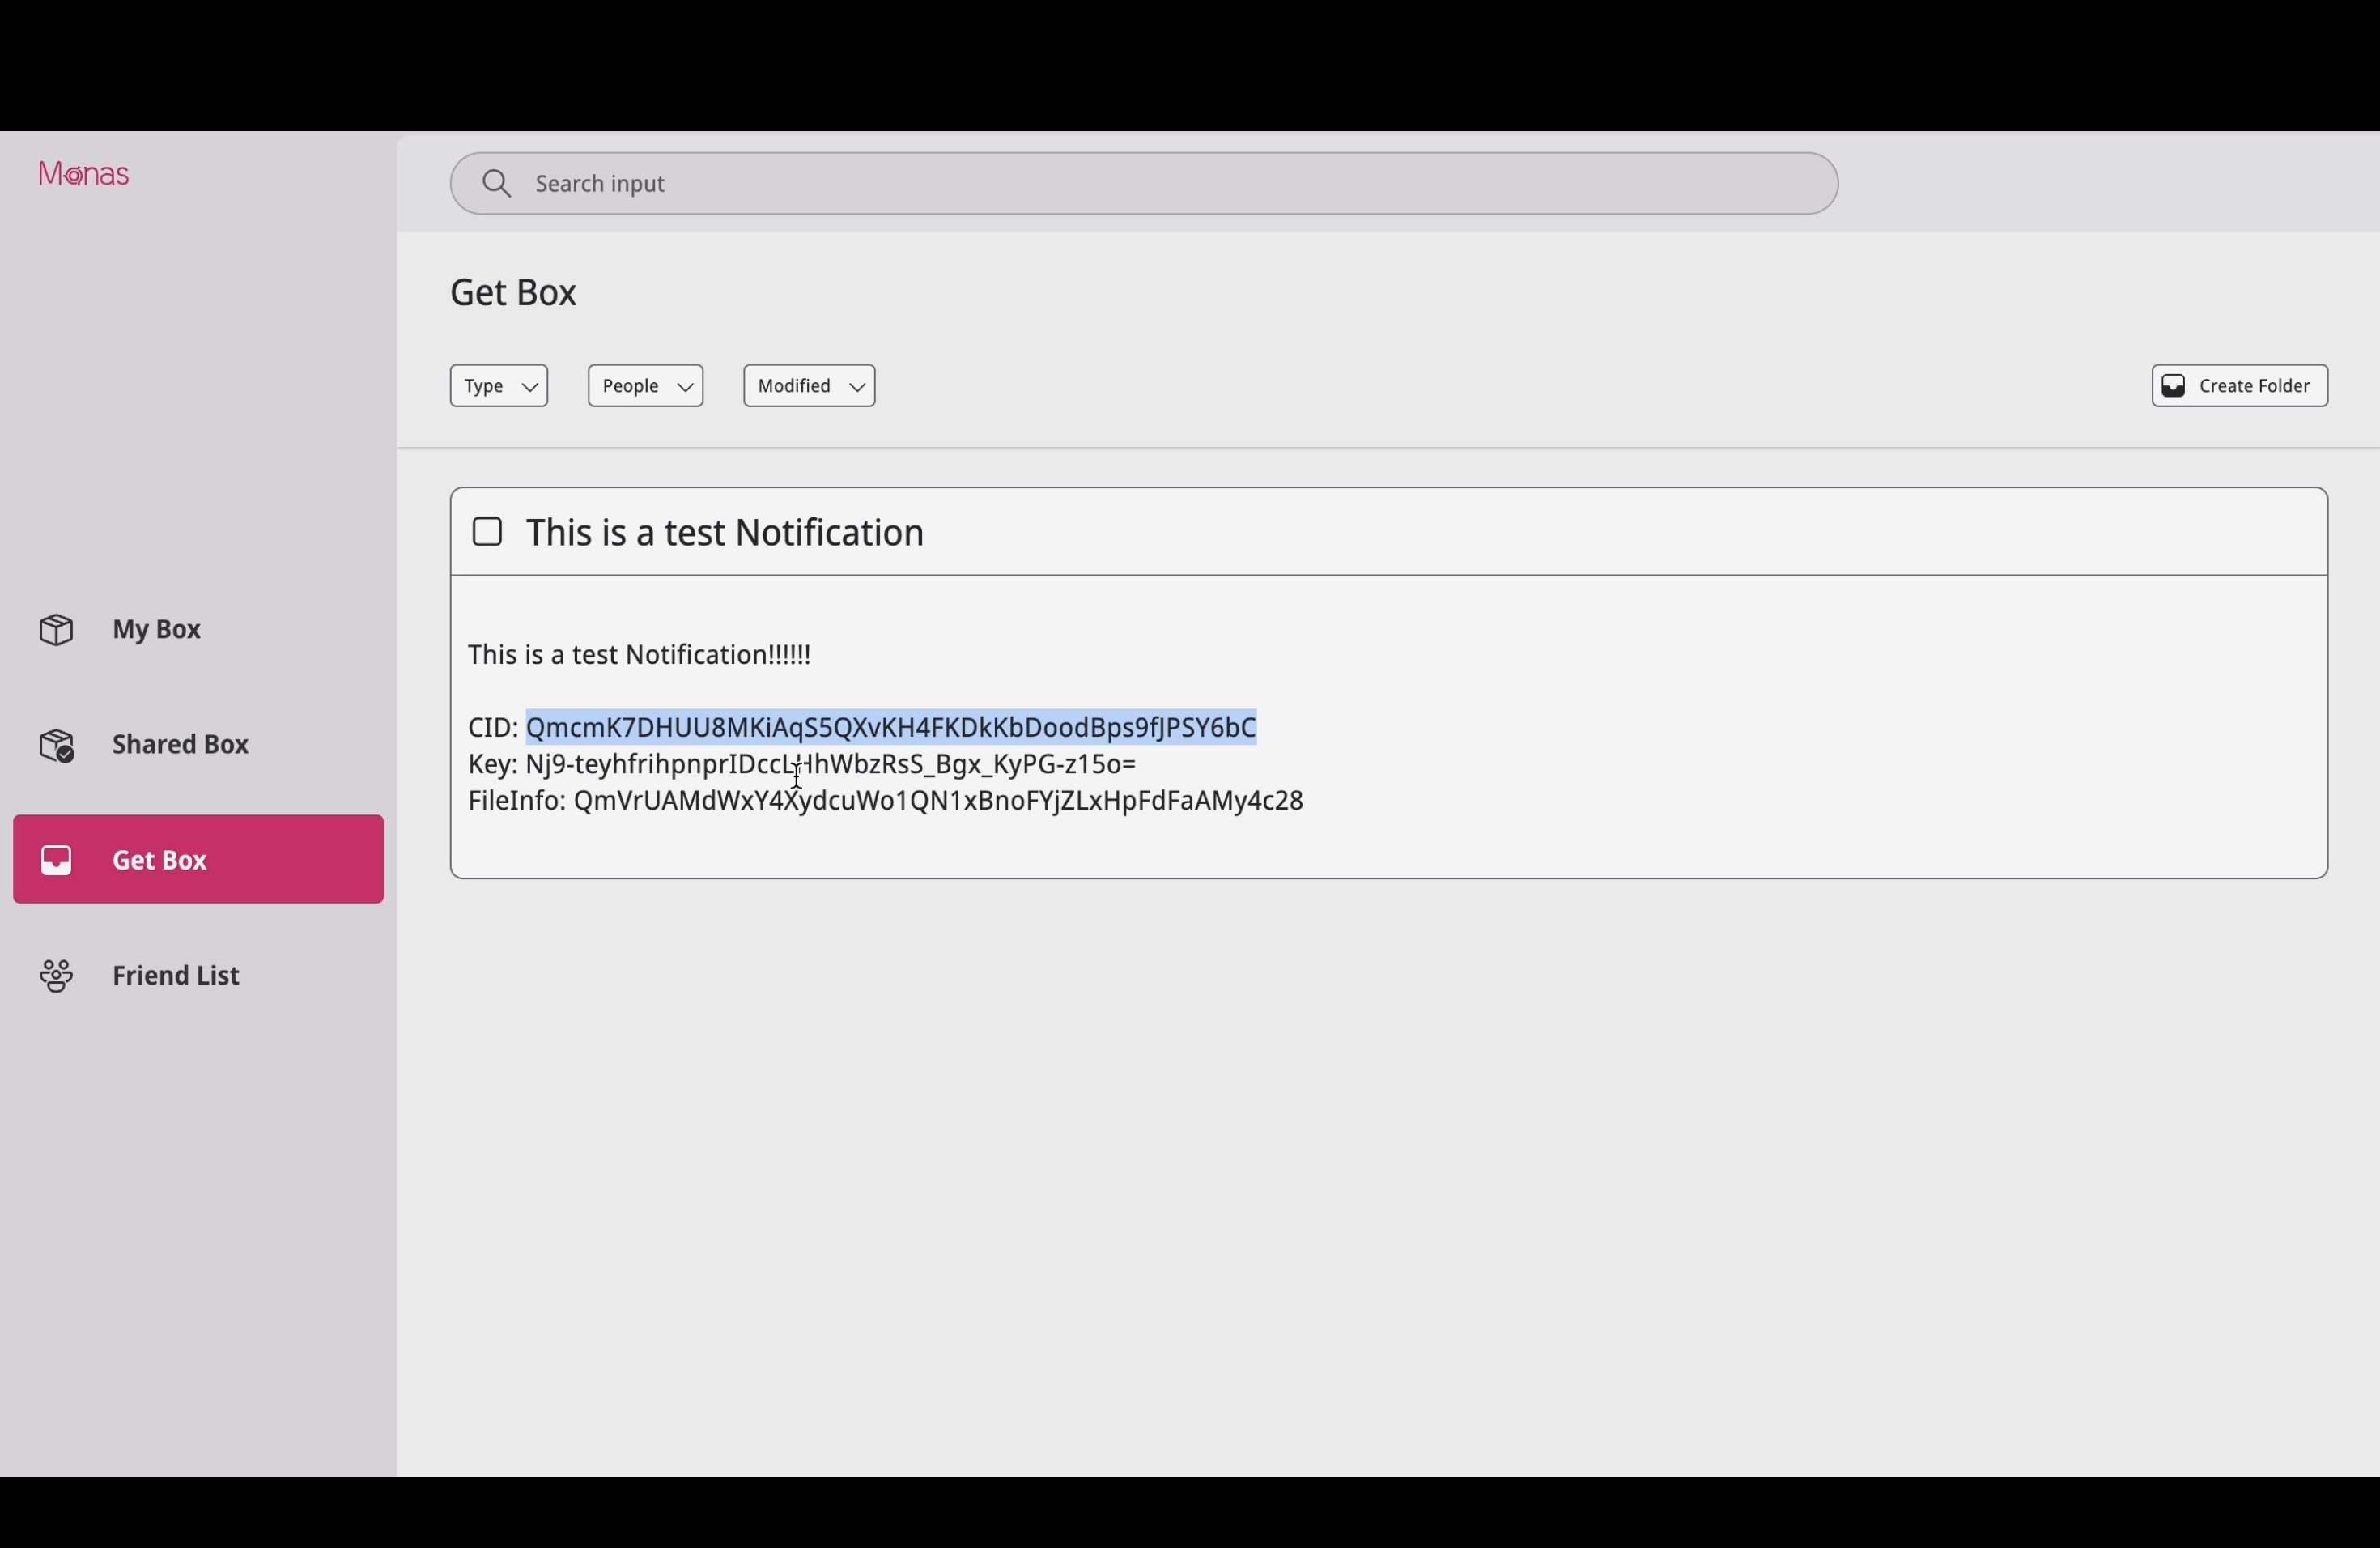 Monas
Search input
Get Box
Type
People
Modified
Create Folder
This is a test Notification
My Box
Shared Box
Get Box
Friend List
This is a test Notification!!!!!!
CID: QmcmK7DHUU8MKiAqS5QXvKH4FKDkKbDoodBps9fJPSY6bC
Key: Nj9-teyhfrihpnprIDccLHhWbzRsS_Bgx_KyPG-z15o=
FileInfo: QmVrUAMdWxY4XydcuWo1QN1xBnoFYjZLxHpFdFaAMy4c28